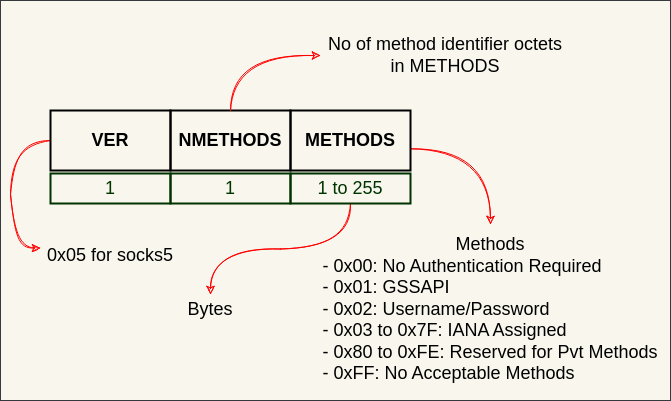 No of method identifier octets
in METHODS
VER NMETHODS METHODS
1 1 1 to 255
0x05 for socks5
Bytes
Methods
- 0x00: No Authentication Required
- 0x01: GSSAPI
- 0x02: Username/Password
- 0x03 to 0x7F: IANA Assigned
- 0x80 to 0xFE: Reserved for Pvt Methods
- 0xFF: No Acceptable Methods